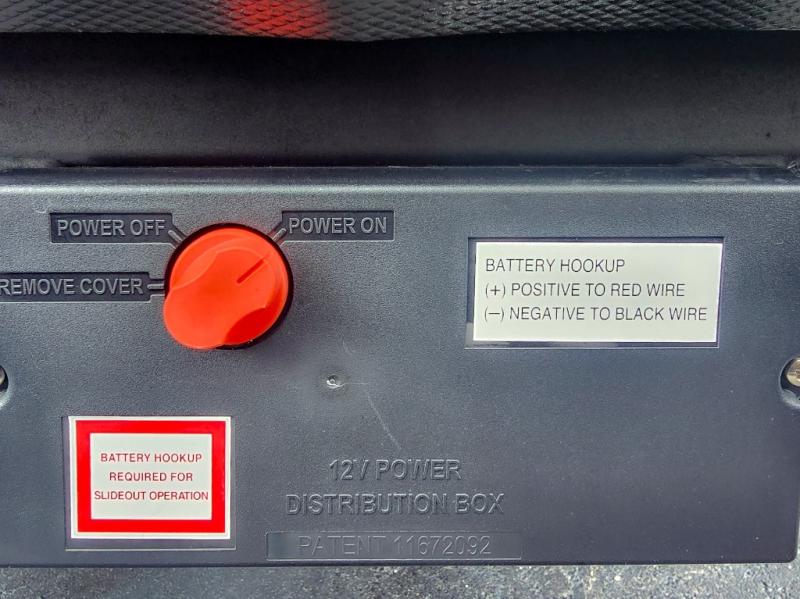 POWER OFF
POWER ON
REMOVE COVER
BATTERY HOOKUP
(+) POSITIVE TO RED WIRE
(–) NEGATIVE TO BLACK WIRE
BATTERY HOOKUP
REQUIRED FOR
SLIDEOUT OPERATION
12V POWER
DISTRIBUTION BOX
PATENT 11672092